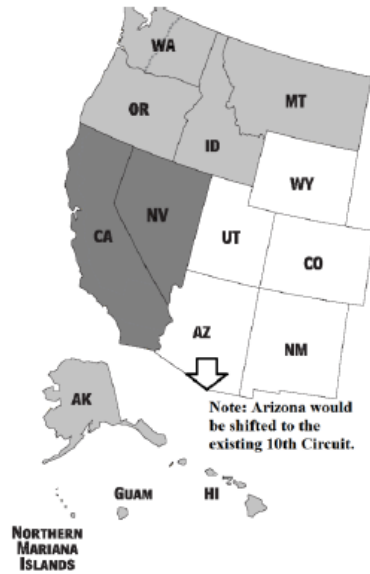 WA
MT
OR
ID
WY
NV
CA
UT
CO
AZ
NM
Note: Arizona would
be shifted to the
existing 10th Circuit.
AK
GUAM
HI
NORTHERN
MARIANA
ISLANDS